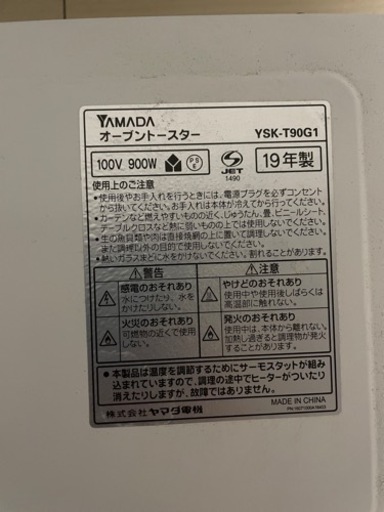 YAMADA
オーブントースター YSK-T90G1
100V 900W PSE JET 1490 19年製
使用上のご注意
●使用後やお手入れを行うときには、電源プラグを必ずコンセント
から抜いてください。お手入れは本体が冷えてから行ってください。
●カーテンなど燃えやすいものの近く、じゅうたん、畳、ビニールシート、
テーブルクロスなど熱に弱いものの上では使用しないでください。
●生の魚貝類や肉は直接焼網の上に置いて調理しないでください。
また調理以外の目的で使用しないでください。
●熱いガラスまどに水をかけないでください。割れることがあります。
⚠警告
感電のおそれあり
水につけたり、水を
かけたりしない。
火災のおそれあり
可燃物の近くで使用
しない。
⚠注意
やけどのおそれあり
使用中や使用後しばらくは
高温部に触れない。
発火のおそれあり
使用中は、本体から離れない。
加熱し過ぎると調理物が発火
することがあります。
●本製品は温度を調節するためにサーモスタットが組み
込まれていますので、調理の途中でヒーターがついたり
消えたりしますが、故障ではありません。
株式会社ヤマダ電機
MADE IN CHINA